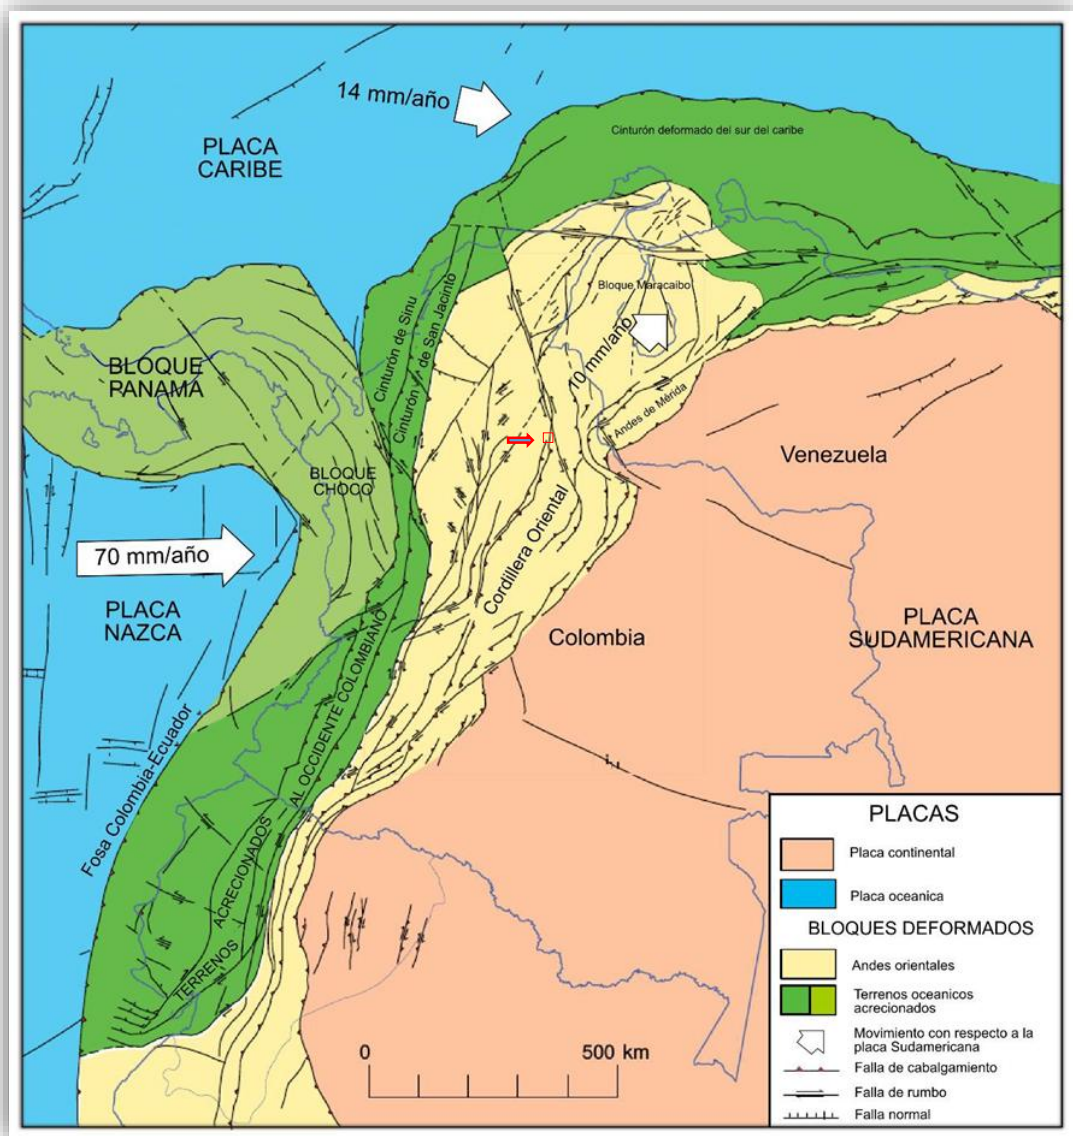 14 mm/año
Cinturón deformado del sur del caribe
PLACA
CARIBE
Bloque Maracaibo
Cinturón de Sinu
Cinturón de San Jacinto
10 mm/año
BLOQUE
PANAMÁ
Andes de Mérida
Venezuela
BLOQUE
CHOCO
Cordillera Oriental
70 mm/año
PLACA
NAZCA
Colombia
PLACA
SUDAMERICANA
Fosa Colombia-Ecuador
TERRENOS ACRECIONADOS AL OCCIDENTE COLOMBIANO
0 500 km
PLACAS
Placa continental
Placa oceanica
BLOQUES DEFORMADOS
Andes orientales
Terrenos oceanicos
acrecionados
Movimiento con respecto a la
placa Sudamericana
Falla de cabalgamiento
Falla de rumbo
Falla normal